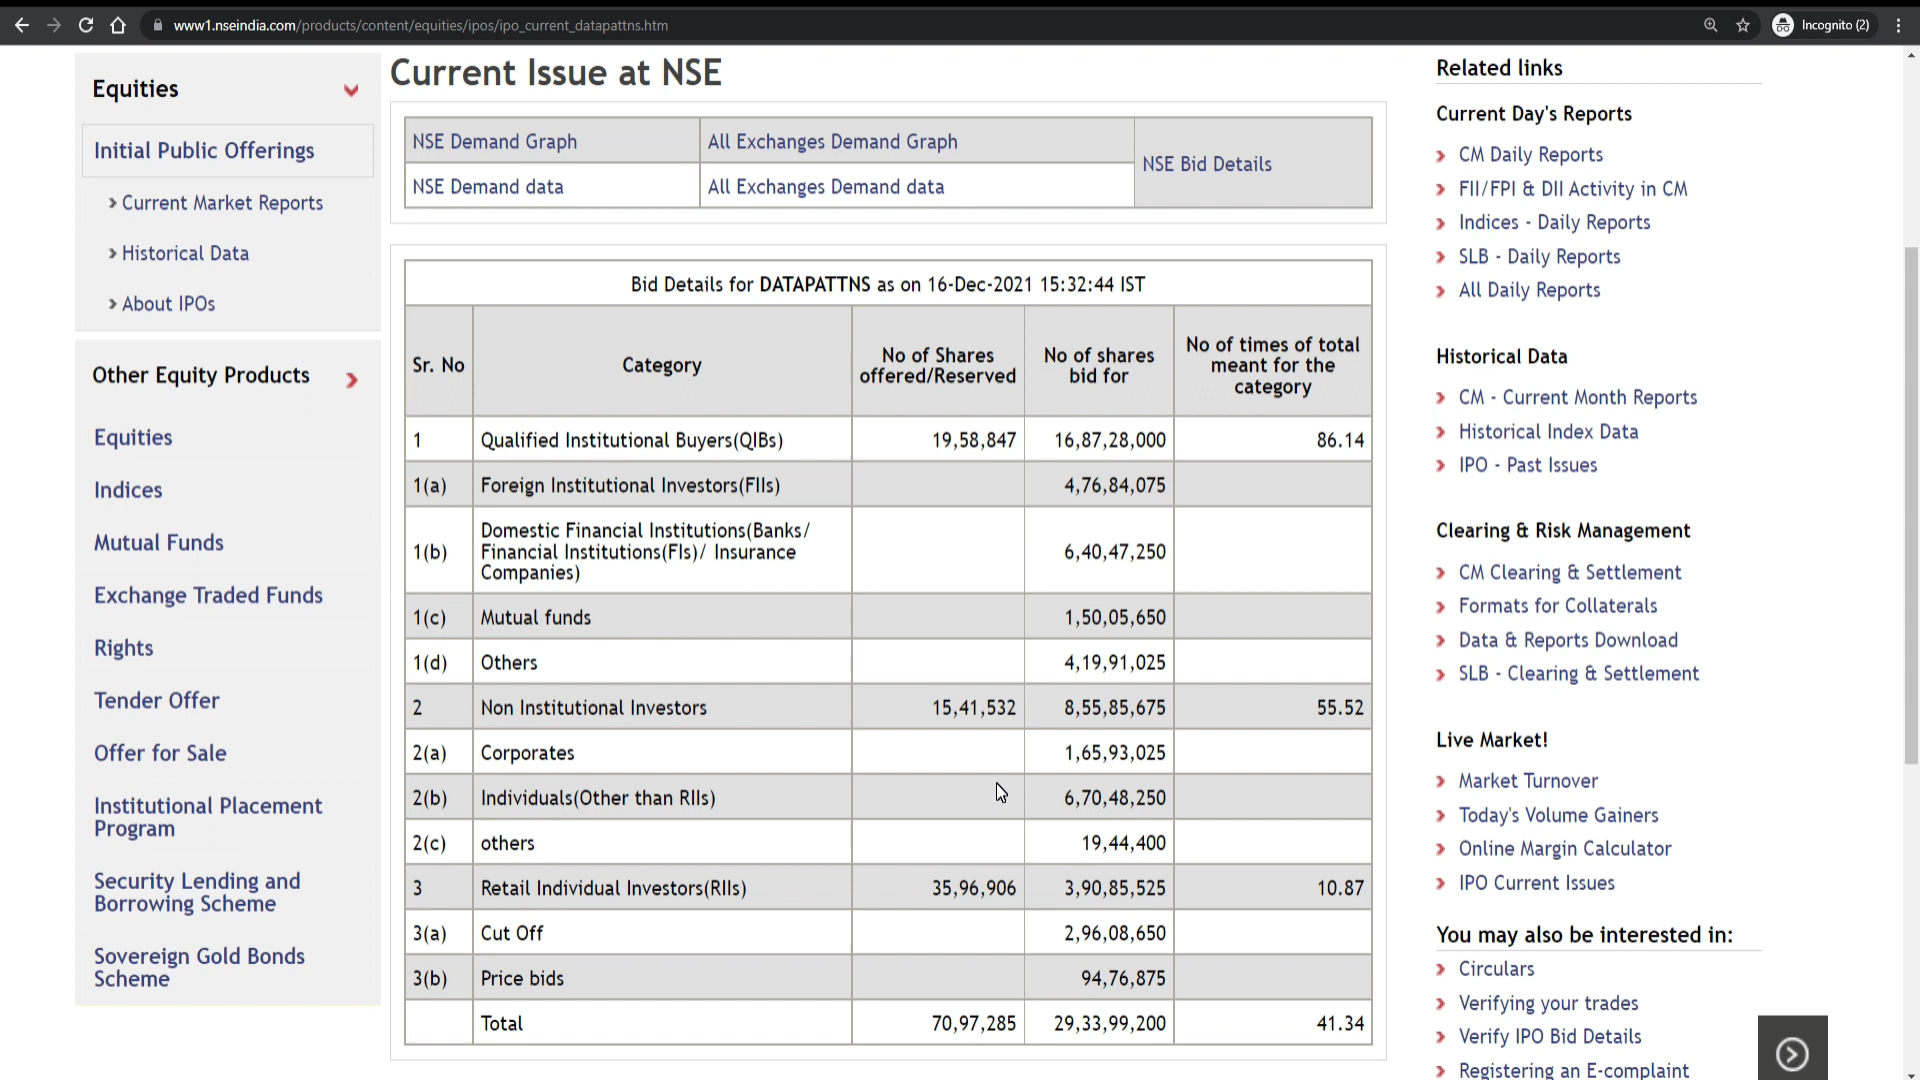 www1.nseindia.com/products/content/equities/ipos/ipo_current_datapattns.htm
Incognito (2)
Equities
Initial Public Offerings
Current Market Reports
Historical Data
About IPOs
Other Equity Products
Equities
Indices
Mutual Funds
Exchange Traded Funds
Rights
Tender Offer
Offer for Sale
Institutional Placement
Program
Security Lending and
Borrowing Scheme
Sovereign Gold Bonds
Scheme
Current Issue at NSE
NSE Demand Graph
All Exchanges Demand Graph
NSE Bid Details
NSE Demand data
All Exchanges Demand data
Bid Details for DATAPATTNS as on 16-Dec-2021 15:32:44 IST
Sr. No
Category
No of Shares
offered/Reserved
No of shares
bid for
No of times of total
meant for the
category
1 Qualified Institutional Buyers(QIBs) 19,58,847 16,87,28,000 86.14
1(a) Foreign Institutional Investors(FIIs) 4,76,84,075
1(b) Domestic Financial Institutions(Banks/
Financial Institutions(FIs)/ Insurance
Companies) 6,40,47,250
1(c) Mutual funds 1,50,05,650
1(d) Others 4,19,91,025
2 Non Institutional Investors 15,41,532 8,55,85,675 55.52
2(a) Corporates 1,65,93,025
2(b) Individuals(Other than RIIs) 6,70,48,250
2(c) others 19,44,400
3 Retail Individual Investors(RIIs) 35,96,906 3,90,85,525 10.87
3(a) Cut Off 2,96,08,650
3(b) Price bids 94,76,875
Total 70,97,285 29,33,99,200 41.34
Related links
Current Day's Reports
CM Daily Reports
FII/FPI & DII Activity in CM
Indices - Daily Reports
SLB - Daily Reports
All Daily Reports
Historical Data
CM - Current Month Reports
Historical Index Data
IPO - Past Issues
Clearing & Risk Management
CM Clearing & Settlement
Formats for Collaterals
Data & Reports Download
SLB - Clearing & Settlement
Live Market!
Market Turnover
Today's Volume Gainers
Online Margin Calculator
IPO Current Issues
You may also be interested in:
Circulars
Verifying your trades
Verify IPO Bid Details
Registering an E-complaint